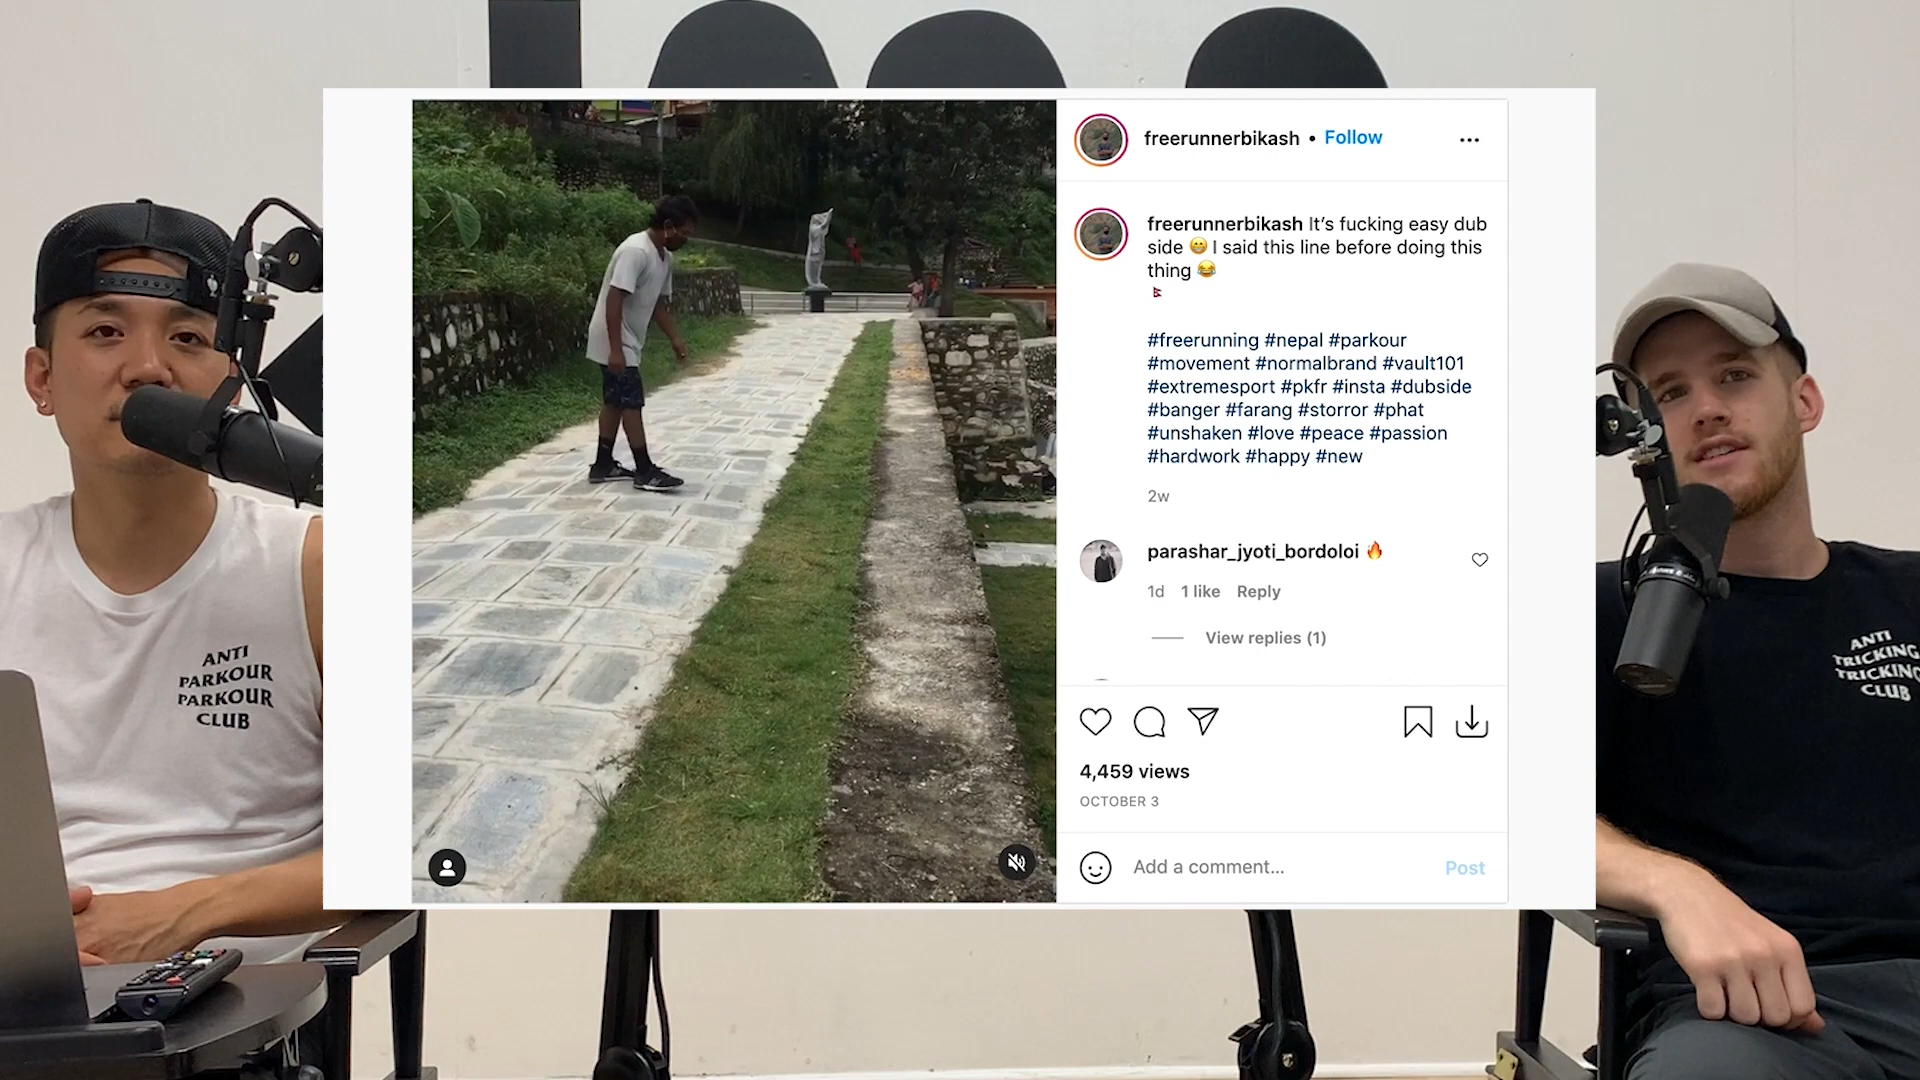 freerunnerbikash • Follow
freerunnerbikash It's fucking easy dub
side 😁 I said this line before doing this
thing 😂
🇳🇵
#freerunning #nepal #parkour
#movement #normalbrand #vault101
#extremesport #pkfr #insta #dubside
#banger #farang #storror #phat
#unshaken #love #peace #passion
#hardwork #happy #new
2w
parashar_jyoti_bordoloi 🔥
1d 1 like Reply
View replies (1)
4,459 views
OCTOBER 3
Add a comment... Post
ANTI
PARKOUR
PARKOUR
CLUB
ANTI
TRICKING
TRICKING
CLUB